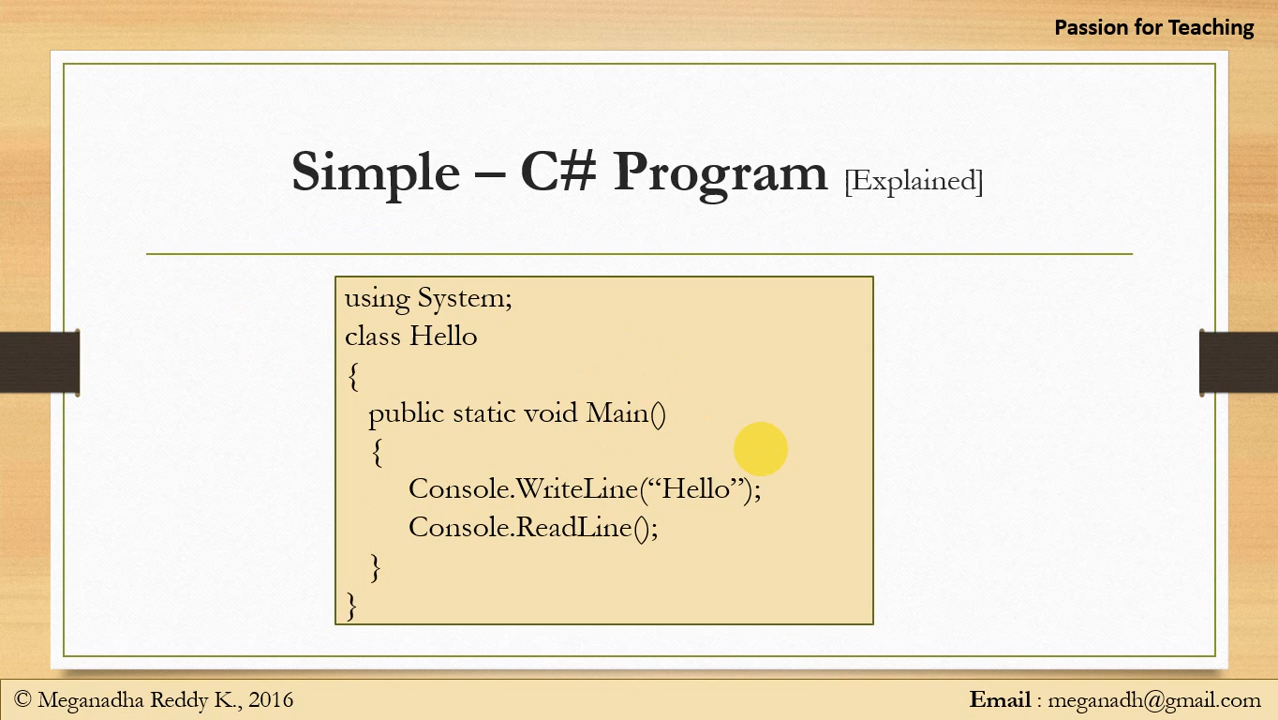 Passion for Teaching
Simple – C# Program [Explained]
using System;
class Hello
{
public static void Main()
{
Console.WriteLine(“Hello”);
Console.ReadLine();
}
}
© Meganadha Reddy K., 2016
Email : meganadh@gmail.com